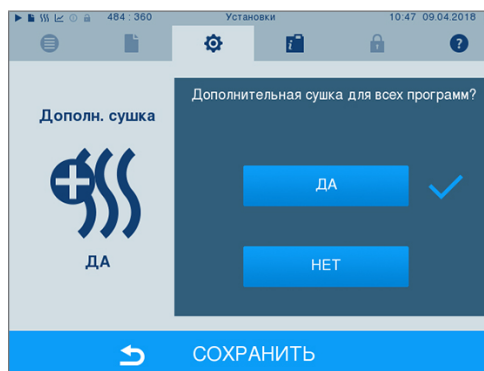 484 : 360 Установки 10:47 09.04.2018
Дополнительная сушка для всех программ?
Дополн. сушка
ДА
ДА
НЕТ
СОХРАНИТЬ